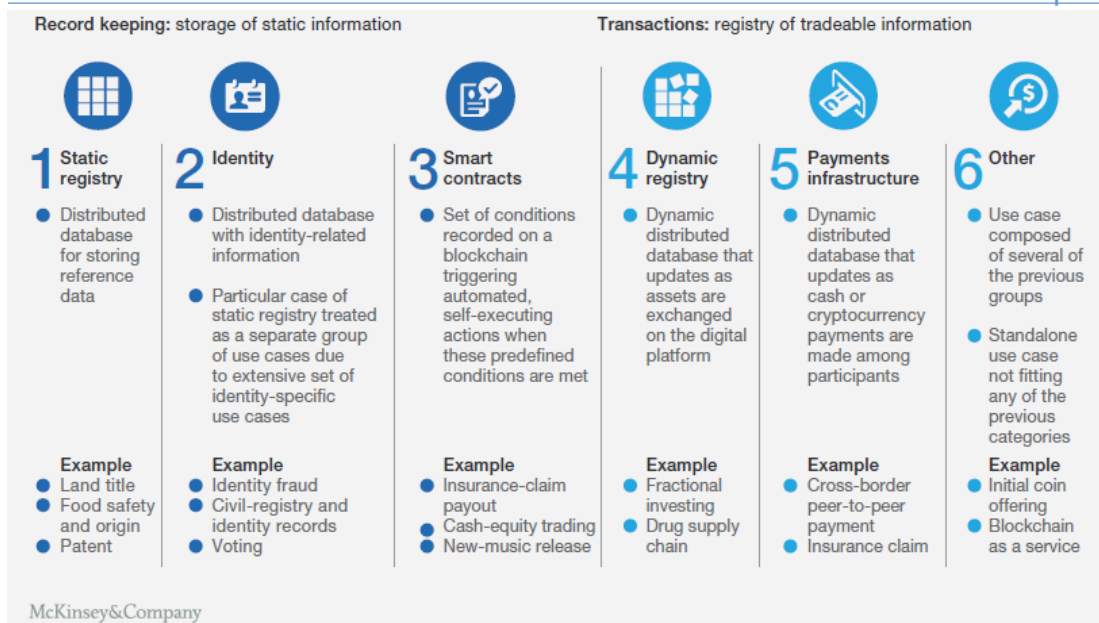 Record keeping: storage of static information
Transactions: registry of tradeable information
1 Static
registry
Distributed
database
for storing
reference
data
Example
Land title
Food safety
and origin
Patent
2 Identity
Distributed database
with identity-related
information
Particular case of
static registry treated
as a separate group
of use cases due
to extensive set of
identity-specific
use cases
Example
Identity fraud
Civil-registry and
identity records
Voting
3 Smart
contracts
Set of conditions
recorded on a
blockchain
triggering
automated,
self-executing
actions when
these predefined
conditions are met
Example
Insurance-claim
payout
Cash-equity trading
New-music release
4 Dynamic
registry
Dynamic
distributed
database that
updates as
assets are
exchanged
on the digital
platform
Example
Fractional
investing
Drug supply
chain
5 Payments
infrastructure
Dynamic
distributed
database that
updates as
cash or
cryptocurrency
payments are
made among
participants
Example
Cross-border
peer-to-peer
payment
Insurance claim
6 Other
Use case
composed
of several of
the previous
groups
Standalone
use case
not fitting
any of the
previous
categories
Example
Initial coin
offering
Blockchain
as a service
McKinsey&Company